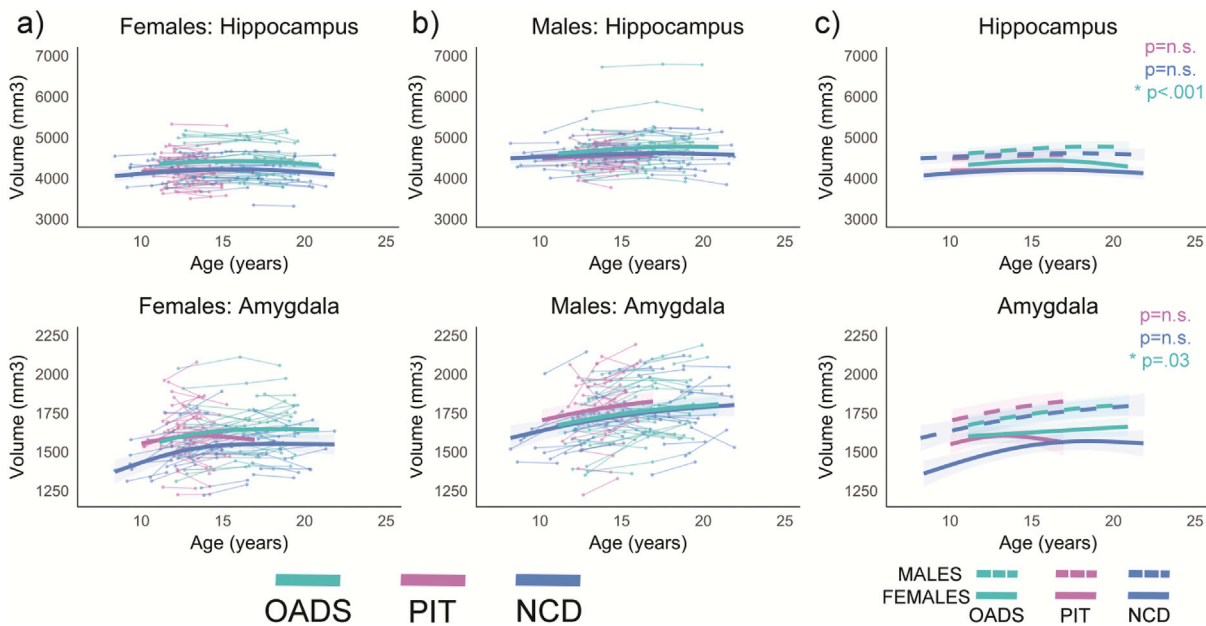 a) Females: Hippocampus
Volume (mm3)
7000
6000
5000
4000
3000
10 15 20 25
Age (years)
b) Males: Hippocampus
Volume (mm3)
7000
6000
5000
4000
3000
10 15 20 25
Age (years)
c) Hippocampus
p=n.s.
p=n.s.
* p<.001
Volume (mm3)
7000
6000
5000
4000
3000
10 15 20 25
Age (years)
Females: Amygdala
Volume (mm3)
2250
2000
1750
1500
1250
10 15 20 25
Age (years)
Males: Amygdala
Volume (mm3)
2250
2000
1750
1500
1250
10 15 20 25
Age (years)
Amygdala
p=n.s.
p=n.s.
* p=.03
Volume (mm3)
2250
2000
1750
1500
1250
10 15 20 25
Age (years)
OADS PIT NCD
MALES
FEMALES
OADS PIT NCD